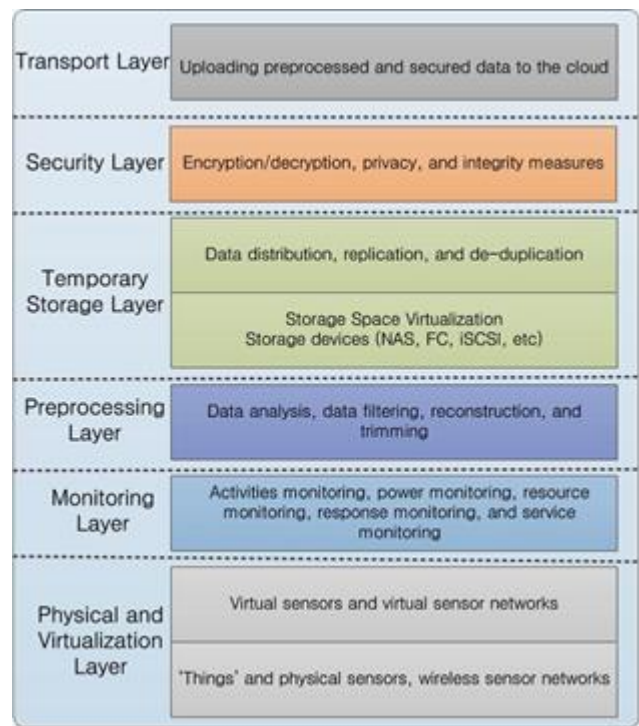 Transport Layer
Uploading preprocessed and secured data to the cloud
Security Layer
Encryption/decryption, privacy, and integrity measures
Temporary
Storage Layer
Data distribution, replication, and de-duplication
Storage Space Virtualization
Storage devices (NAS, FC, iSCSI, etc)
Preprocessing
Layer
Data analysis, data filtering, reconstruction, and
trimming
Monitoring
Layer
Activities monitoring, power monitoring, resource
monitoring, response monitoring, and service
monitoring
Physical and
Virtualization
Layer
Virtual sensors and virtual sensor networks
'Things' and physical sensors, wireless sensor networks